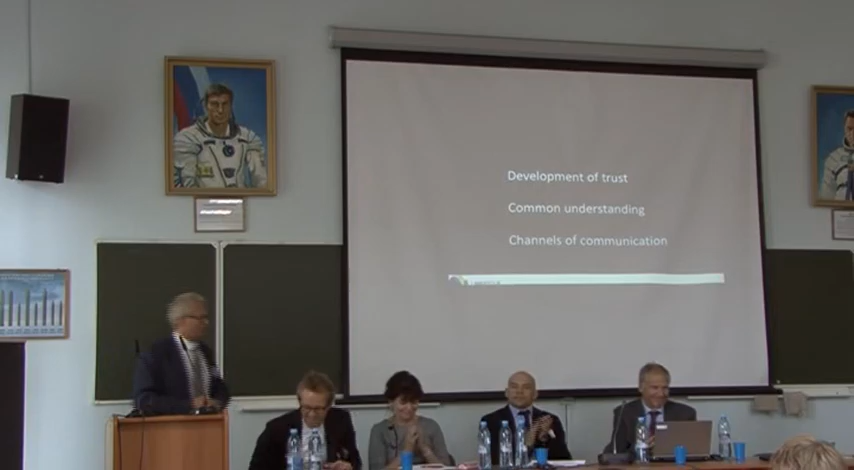 Development of trust
Common understanding
Channels of communication